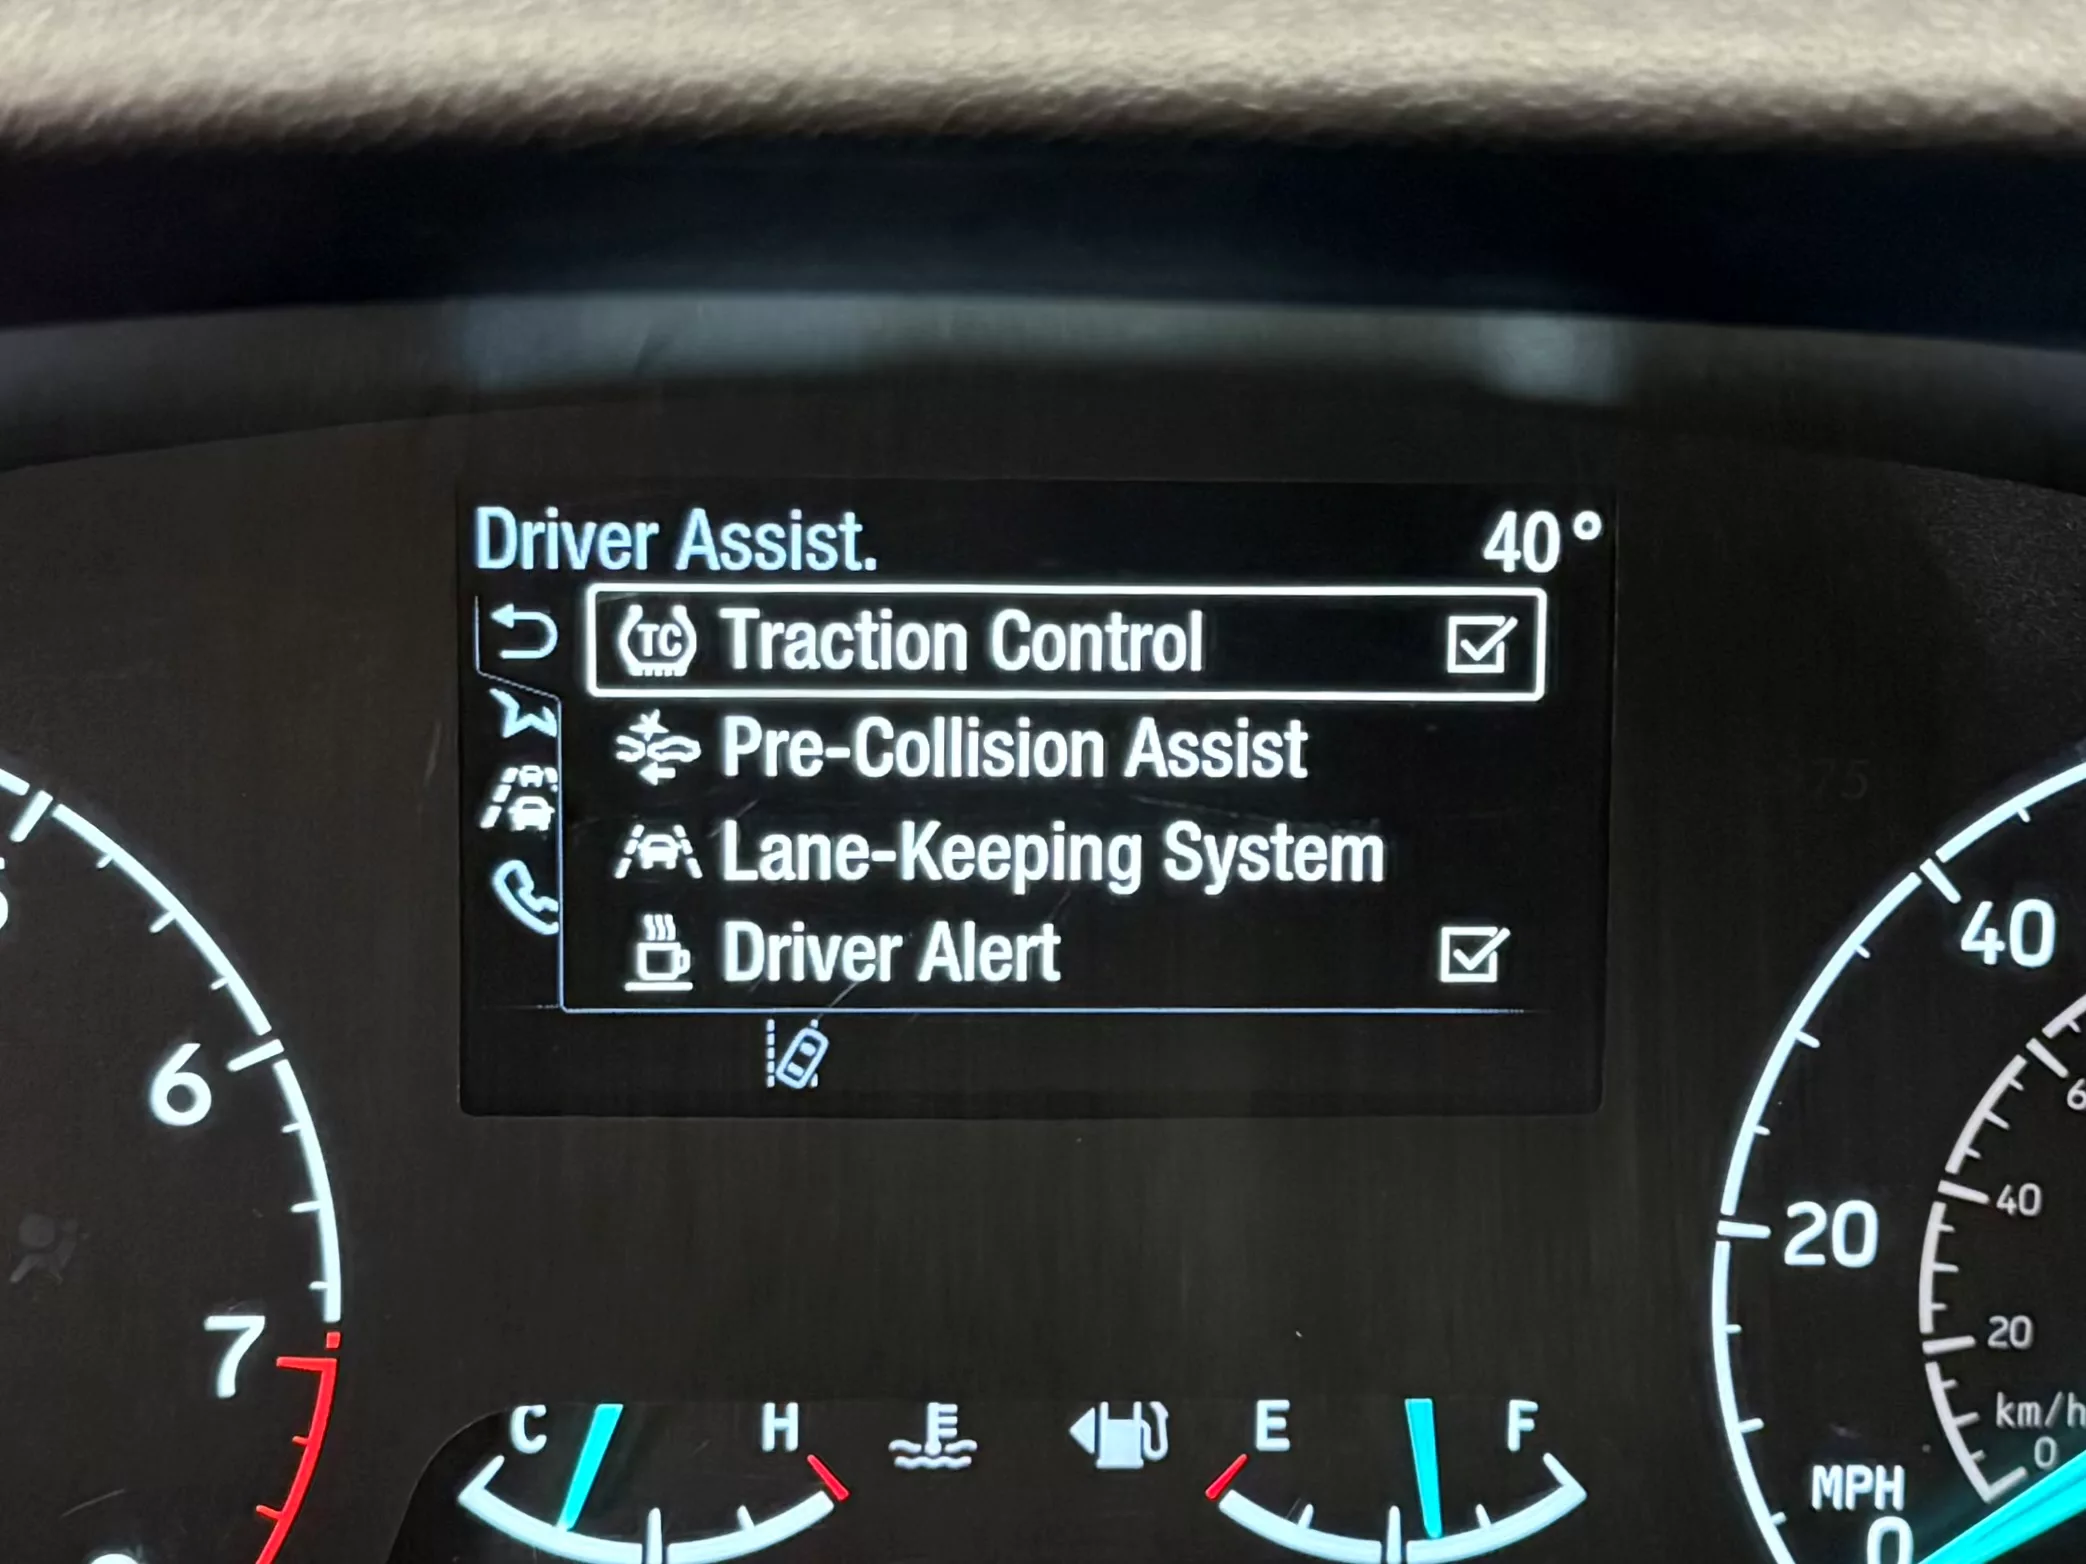 Driver Assist. 40°
TC Traction Control
Pre-Collision Assist
Lane-Keeping System
Driver Alert
6
7
40
20
6
40
20
km/h
0
MPH
0
C H E F